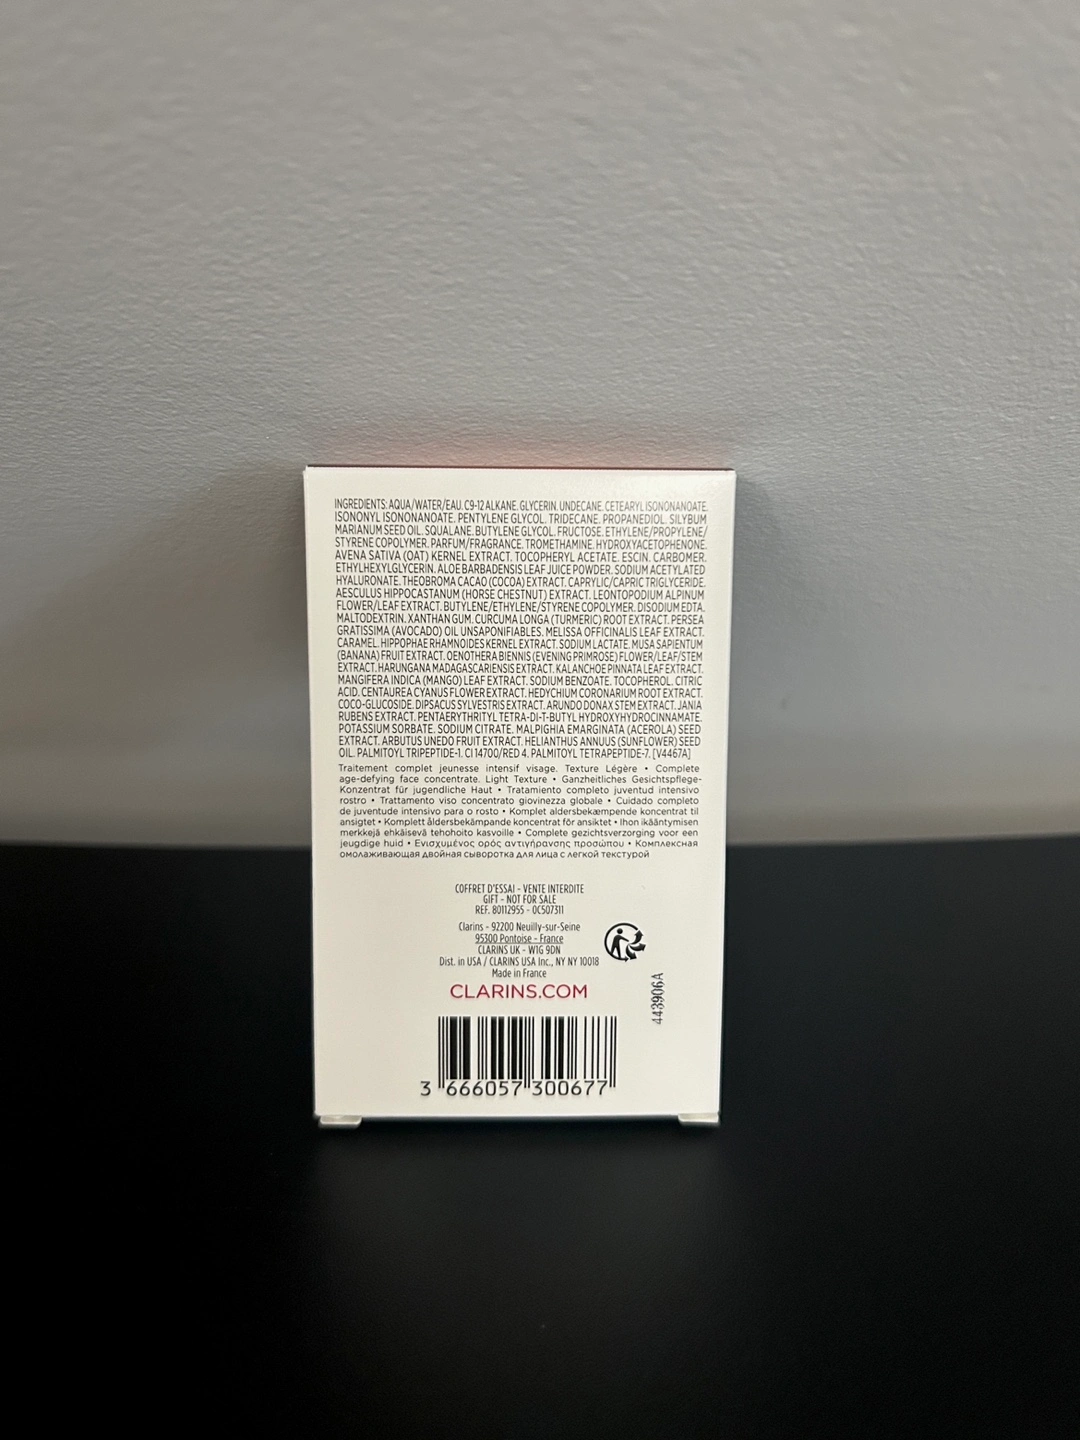 INGREDIENTS: AQUA/WATER/EAU. C9-12 ALKANE. GLYCERIN. UNDECANE. CETEARYL ISONONANOATE.
ISONONYL ISONONANOATE. PENTYLENE GLYCOL. TRIDECANE. PROPANEDIOL. SILYBUM
MARIANUM SEED OIL. SQUALANE. BUTYLENE GLYCOL. FRUCTOSE. ETHYLENE/PROPYLENE/
STYRENE COPOLYMER. PARFUM/FRAGRANCE. TROMETHAMINE. HYDROXYACETOPHENONE.
AVENA SATIVA (OAT) KERNEL EXTRACT. TOCOPHERYL ACETATE. ESCIN. CARBOMER.
ETHYLHEXYLGLYCERIN. ALOE BARBADENSIS LEAF JUICE POWDER. SODIUM ACETYLATED
HYALURONATE. THEOBROMA CACAO (COCOA) EXTRACT. CAPRYLIC/CAPRIC TRIGLYCERIDE.
AESCULUS HIPPOCASTANUM (HORSE CHESTNUT) EXTRACT. LEONTOPODIUM ALPINUM
FLOWER/LEAF EXTRACT. BUTYLENE/ETHYLENE/STYRENE COPOLYMER. DISODIUM EDTA.
MALTODEXTRIN. XANTHAN GUM. CURCUMA LONGA (TURMERIC) ROOT EXTRACT. PERSEA
GRATISSIMA (AVOCADO) OIL UNSAPONIFIABLES. MELISSA OFFICINALIS LEAF EXTRACT.
CARAMEL. HIPPOPHAE RHAMNOIDES KERNEL EXTRACT. SODIUM LACTATE. MUSA SAPIENTUM
(BANANA) FRUIT EXTRACT. OENOTHERA BIENNIS (EVENING PRIMROSE) FLOWER/LEAF/STEM
EXTRACT. HARUNGANA MADAGASCARIENSIS EXTRACT. KALANCHOE PINNATA LEAF EXTRACT.
MANGIFERA INDICA (MANGO) LEAF EXTRACT. SODIUM BENZOATE. TOCOPHEROL. CITRIC
ACID. CENTAUREA CYANUS FLOWER EXTRACT. HEDYCHIUM CORONARIUM ROOT EXTRACT.
COCO-GLUCOSIDE. DIPSACUS SYLVESTRIS EXTRACT. ARUNDO DONAX STEM EXTRACT. JANIA
RUBENS EXTRACT. PENTAERYTHRITYL TETRA-DI-T-BUTYL HYDROXYHYDROCINNAMATE.
POTASSIUM SORBATE. SODIUM CITRATE. MALPIGHIA EMARGINATA (ACEROLA) SEED
EXTRACT. ARBUTUS UNEDO FRUIT EXTRACT. HELIANTHUS ANNUUS (SUNFLOWER) SEED
OIL. PALMITOYL TRIPEPTIDE-1. CI 14700/RED 4. PALMITOYL TETRAPEPTIDE-7. [V4467A]
Traitement complet jeunesse intensif visage. Texture Légère • Complete
age-defying face concentrate. Light Texture • Ganzheitliches Gesichtspflege-
Konzentrat für jugendliche Haut • Tratamiento completo juventud intensivo
rostro • Trattamento viso concentrato giovinezza globale • Cuidado completo
de juventude intensivo para o rosto • Komplet aldersbekæmpende koncentrat til
ansigtet • Komplett åldersbekämpande koncentrat för ansiktet • Ihon ikääntymisen
merkkejä ehkäisevä tehohoito kasvoille • Complete gezichtsverzorging voor een
jeugdige huid • Ενισχυμένος ορός αντιγήρανσης προσώπου • Комплексная
омолаживающая двойная сыворотка для лица с легкой текстурой
COFFRET D'ESSAI - VENTE INTERDITE
GIFT - NOT FOR SALE
REF. 80112955 - 0C507311
Clarins - 92200 Neuilly-sur-Seine
95300 Pontoise - France
CLARINS UK - W1G 9DN
Dist. in USA / CLARINS USA Inc., NY NY 10018
Made in France
CLARINS.COM
443906A
3 666057 300677